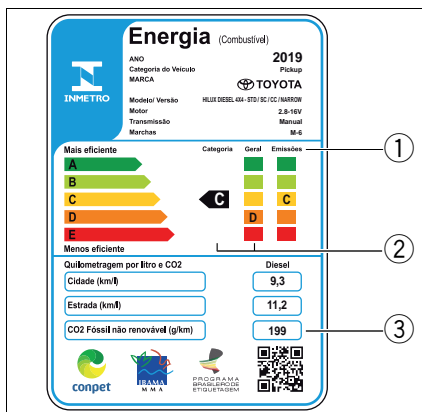 Energia (Combustível)
ANO 2019
Categoria do Veículo Pickup
MARCA TOYOTA
INMETRO
Modelo/ Versão HILUX DIESEL 4X4 - STD / SC / CC / NARROW
Motor 2.8-16V
Transmissão Manual
Marchas M-6
Mais eficiente Categoria Geral Emissões 1
A
B
C C C
D D
E
Menos eficiente 2
Quilometragem por litro e CO2 Diesel
Cidade (km/l) 9,3
Estrada (km/l) 11,2
CO2 Fóssil não renovável (g/km) 199 3
conpet
IBAMA
M M A
PROGRAMA
BRASILEIRO DE
ETIQUETAGEM